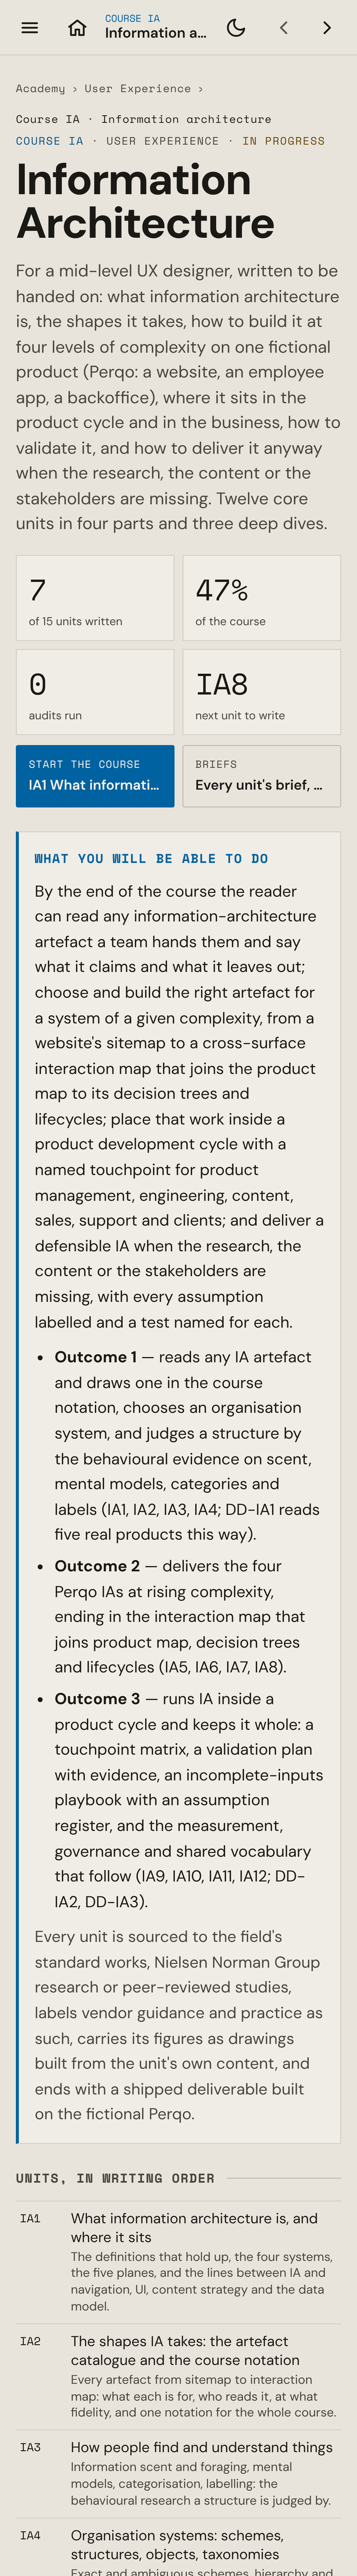 COURSE IA
Information a...
Academy › User Experience ›
Course IA · Information architecture
COURSE IA · USER EXPERIENCE · IN PROGRESS
Information
Architecture
For a mid-level UX designer, written to be
handed on: what information architecture
is, the shapes it takes, how to build it at
four levels of complexity on one fictional
product (Perqo: a website, an employee
app, a backoffice), where it sits in the
product cycle and in the business, how to
validate it, and how to deliver it anyway
when the research, the content or the
stakeholders are missing. Twelve core
units in four parts and three deep dives.
7
of 15 units written
47%
of the course
0
audits run
IA8
next unit to write
START THE COURSE
IA1 What informati...
BRIEFS
Every unit's brief, ...
WHAT YOU WILL BE ABLE TO DO
By the end of the course the reader
can read any information-architecture
artefact a team hands them and say
what it claims and what it leaves out;
choose and build the right artefact for
a system of a given complexity, from a
website's sitemap to a cross-surface
interaction map that joins the product
map to its decision trees and
lifecycles; place that work inside a
product development cycle with a
named touchpoint for product
management, engineering, content,
sales, support and clients; and deliver a
defensible IA when the research, the
content or the stakeholders are
missing, with every assumption
labelled and a test named for each.
• Outcome 1 — reads any IA artefact
and draws one in the course
notation, chooses an organisation
system, and judges a structure by
the behavioural evidence on scent,
mental models, categories and
labels (IA1, IA2, IA3, IA4; DD-IA1 reads
five real products this way).
• Outcome 2 — delivers the four
Perqo IAs at rising complexity,
ending in the interaction map that
joins product map, decision trees
and lifecycles (IA5, IA6, IA7, IA8).
• Outcome 3 — runs IA inside a
product cycle and keeps it whole: a
touchpoint matrix, a validation plan
with evidence, an incomplete-inputs
playbook with an assumption
register, and the measurement,
governance and shared vocabulary
that follow (IA9, IA10, IA11, IA12; DD-
IA2, DD-IA3).
Every unit is sourced to the field's
standard works, Nielsen Norman Group
research or peer-reviewed studies,
labels vendor guidance and practice as
such, carries its figures as drawings
built from the unit's own content, and
ends with a shipped deliverable built
on the fictional Perqo.
UNITS, IN WRITING ORDER
IA1
What information architecture is, and
where it sits
The definitions that hold up, the four systems,
the five planes, and the lines between IA and
navigation, UI, content strategy and the data
model.
IA2
The shapes IA takes: the artefact
catalogue and the course notation
Every artefact from sitemap to interaction
map: what each is for, who reads it, at what
fidelity, and one notation for the whole course.
IA3
How people find and understand things
Information scent and foraging, mental
models, categorisation, labelling: the
behavioural research a structure is judged by.
IA4
Organisation systems: schemes,
structures, objects, taxonomies
Exact and ambiguous schemes, hierarchy and